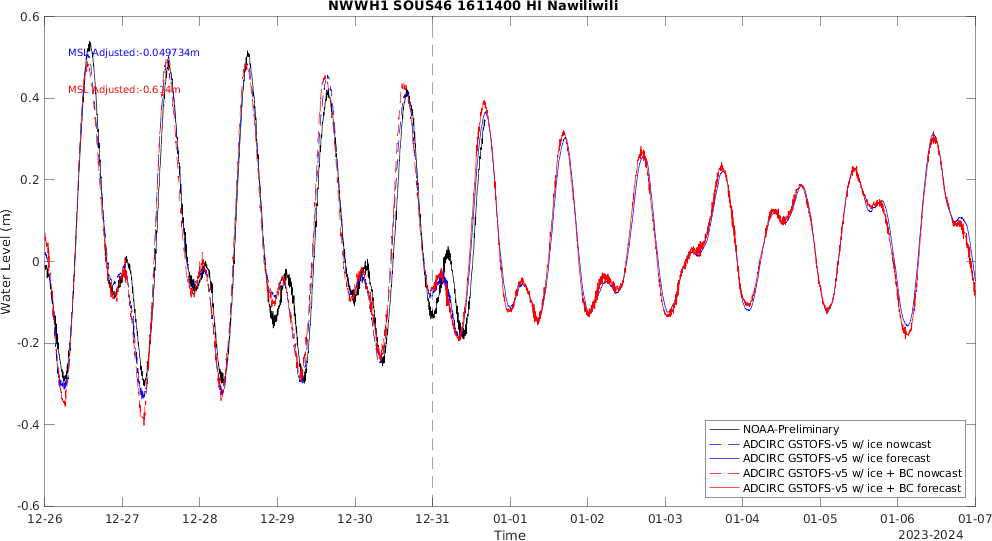 NWWH1 SOUS46 1611400 HI Nawiliwili
0.6
0.4
0.2
0
-0.2
-0.4
-0.6
Water Level (m)
MSL Adjusted:-0.049734m
MSL Adjusted:-0.614m
NOAA-Preliminary
ADCIRC GSTOFS-v5 w/ ice nowcast
ADCIRC GSTOFS-v5 w/ ice forecast
ADCIRC GSTOFS-v5 w/ ice + BC nowcast
ADCIRC GSTOFS-v5 w/ ice + BC forecast
12-26 12-27 12-28 12-29 12-30 12-31 01-01 01-02 01-03 01-04 01-05 01-06 01-07
Time
2023-2024